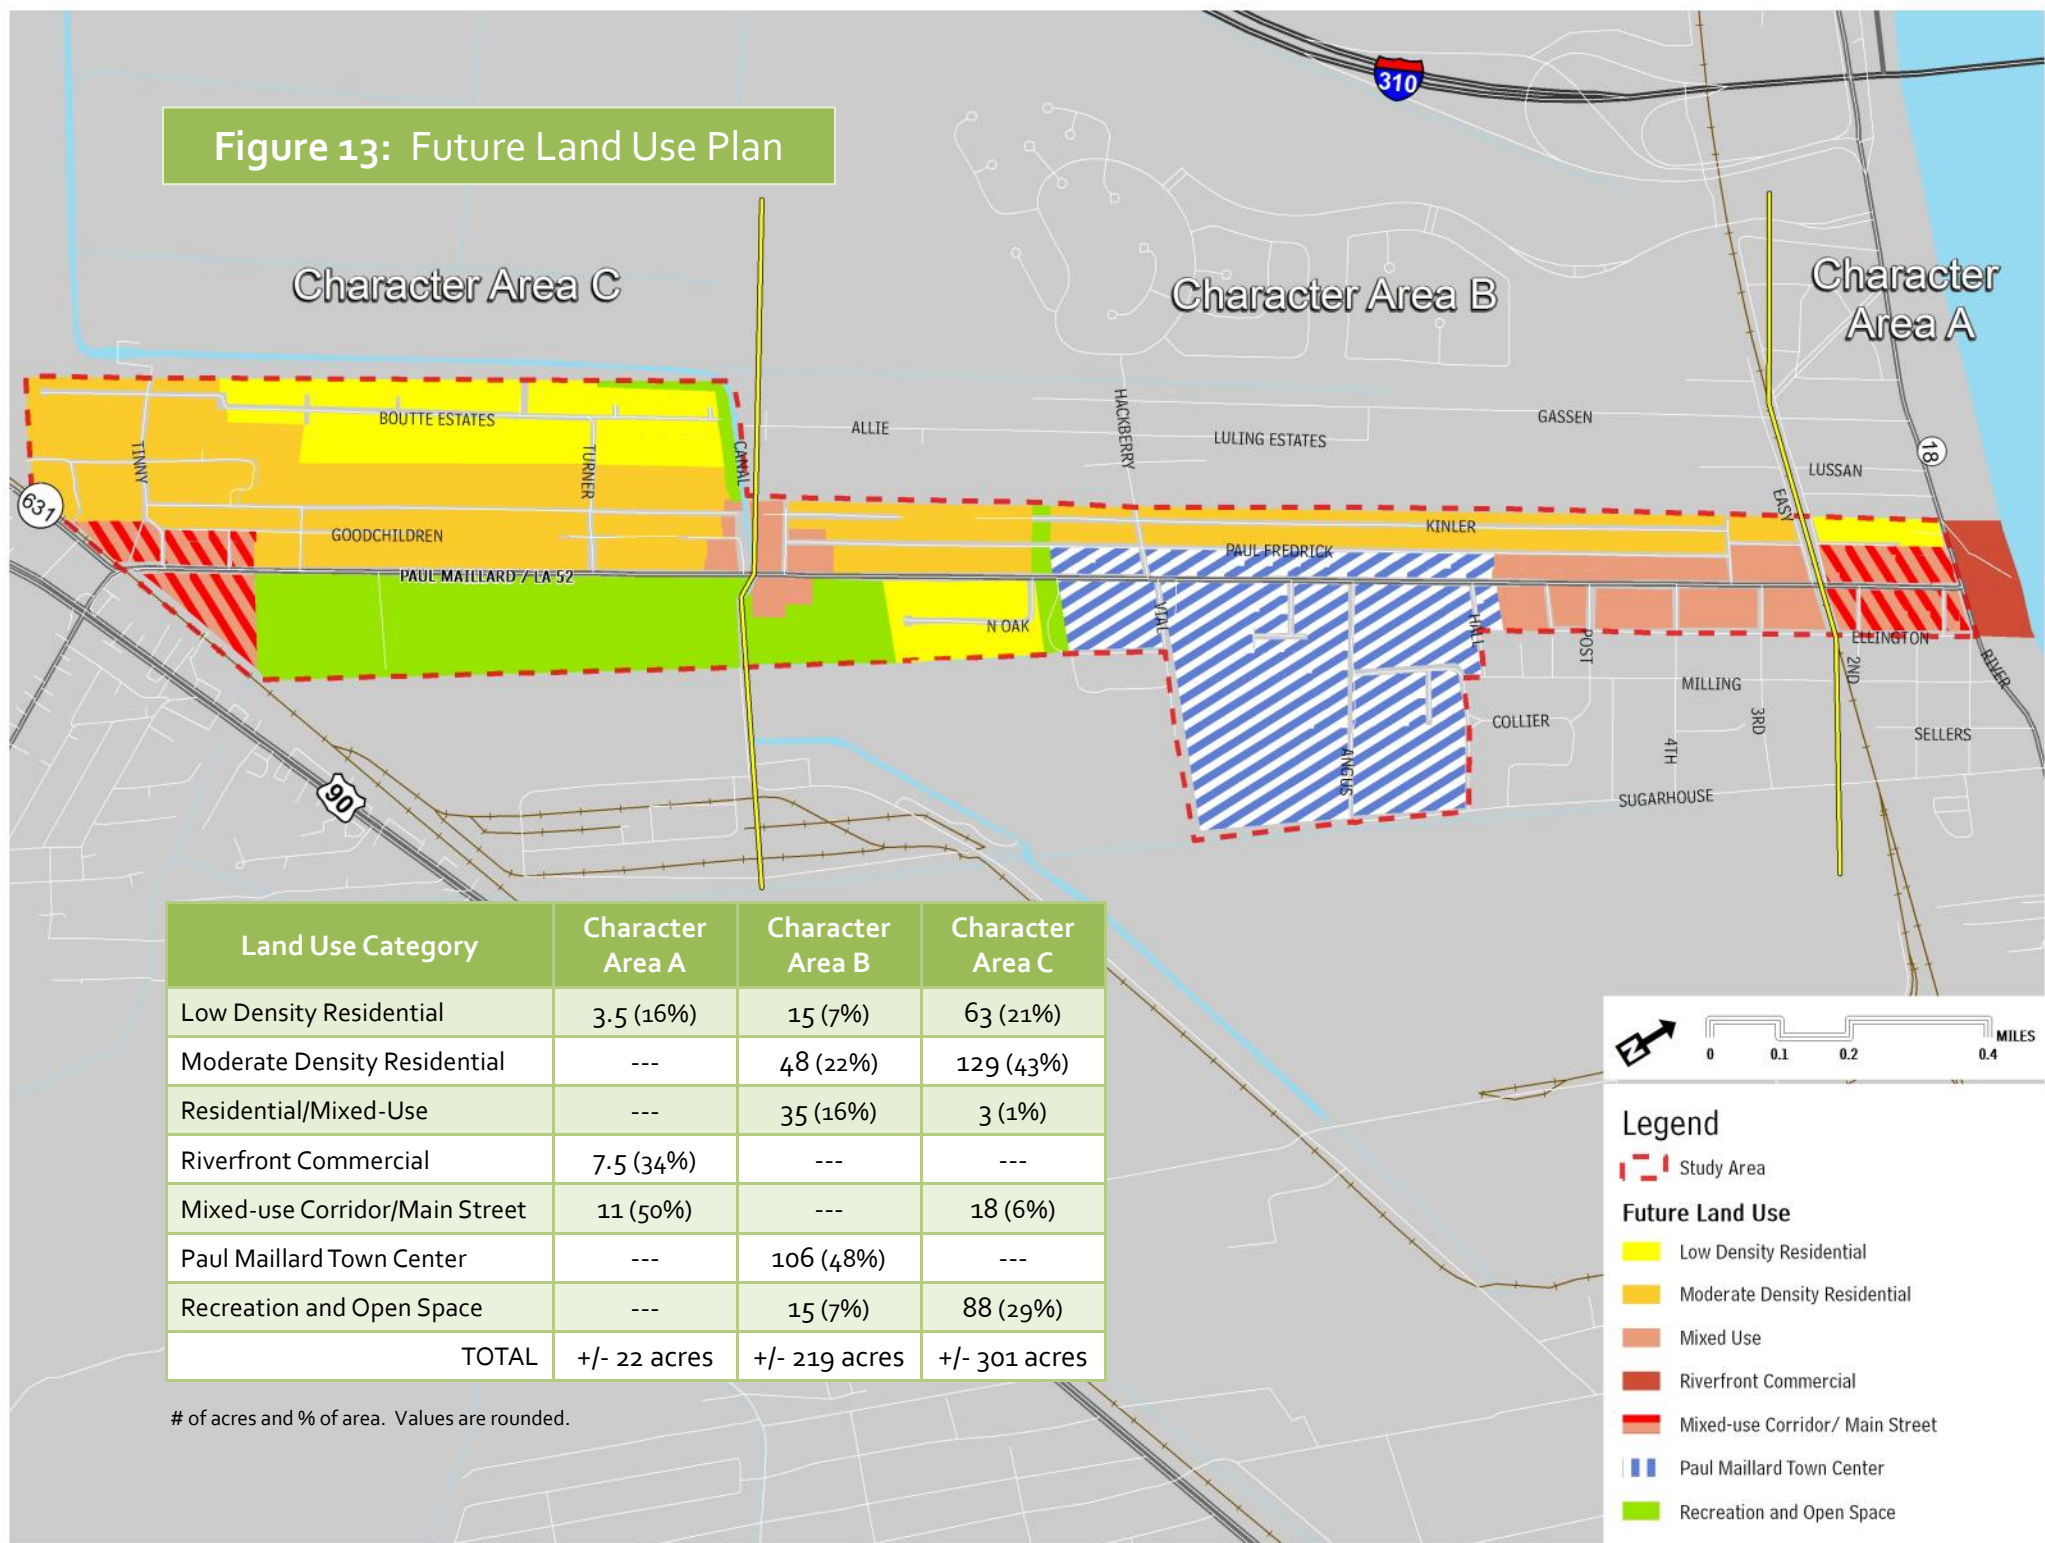 Figure 13: Future Land Use Plan
310
Character Area C
Character Area B
Character
Area A
BOUTTE ESTATES
TINNY
TURNER
CANAL
ALLIE
HACKBERRY
LULING ESTATES
GASSEN
LUSSAN
18
EASY
631
GOODCHILDREN
KINLER
PAUL FREDRICK
PAUL MAILLARD / LA 52
N OAK
VITAL
HALL
POST
ELLINGTON
2ND
RIVER
MILLING
COLLIER
3RD
4TH
SELLERS
ANGUS
SUGARHOUSE
90
Land Use Category
Character
Area A
Character
Area B
Character
Area C
Low Density Residential 3.5 (16%) 15 (7%) 63 (21%)
Moderate Density Residential --- 48 (22%) 129 (43%)
Residential/Mixed-Use --- 35 (16%) 3 (1%)
Riverfront Commercial 7.5 (34%) --- ---
Mixed-use Corridor/Main Street 11 (50%) --- 18 (6%)
Paul Maillard Town Center --- 106 (48%) ---
Recreation and Open Space --- 15 (7%) 88 (29%)
TOTAL +/- 22 acres +/- 219 acres +/- 301 acres
# of acres and % of area. Values are rounded.
N
MILES
0 0.1 0.2 0.4
Legend
Study Area
Future Land Use
Low Density Residential
Moderate Density Residential
Mixed Use
Riverfront Commercial
Mixed-use Corridor/ Main Street
Paul Maillard Town Center
Recreation and Open Space